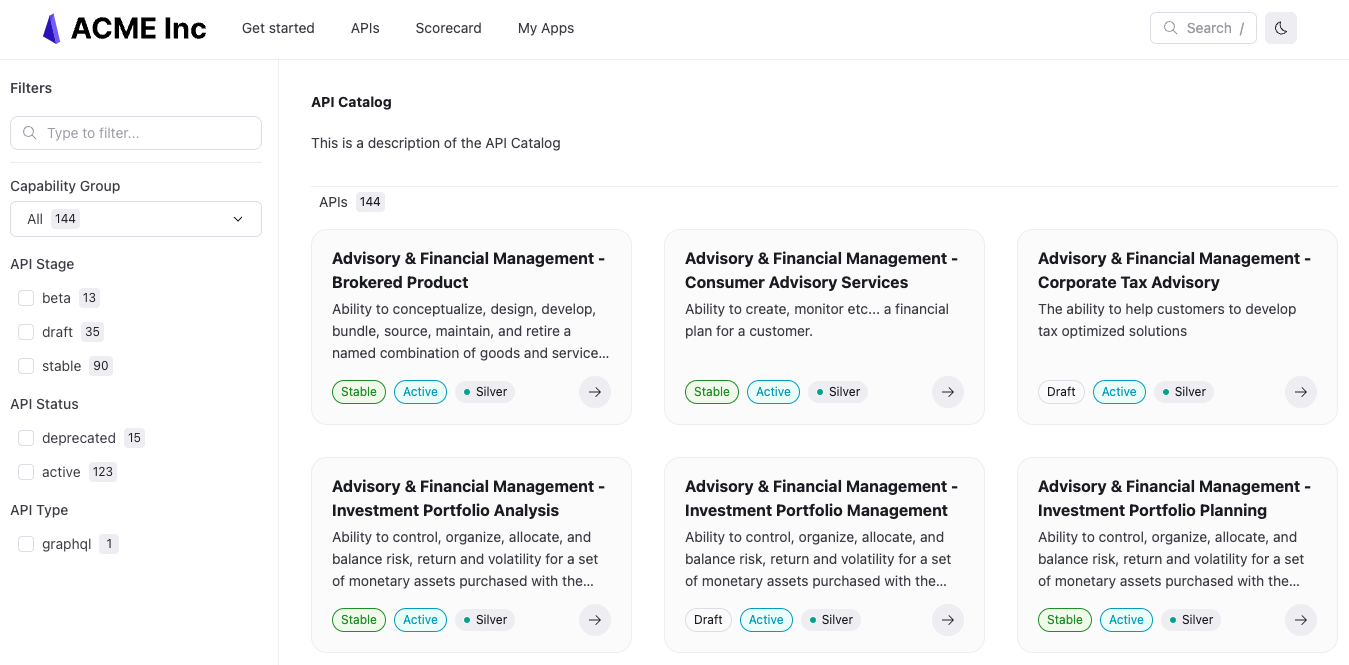 ACME Inc
Get started
APIs
Scorecard
My Apps
Search /
Filters
Type to filter...
Capability Group
All 144
API Stage
beta 13
draft 35
stable 90
API Status
deprecated 15
active 123
API Type
graphql 1
API Catalog
This is a description of the API Catalog
APIs 144
Advisory & Financial Management -
Brokered Product
Ability to conceptualize, design, develop,
bundle, source, maintain, and retire a
named combination of goods and service...
Stable Active Silver
Advisory & Financial Management -
Consumer Advisory Services
Ability to create, monitor etc... a financial
plan for a customer.
Stable Active Silver
Advisory & Financial Management -
Corporate Tax Advisory
The ability to help customers to develop
tax optimized solutions
Draft Active Silver
Advisory & Financial Management -
Investment Portfolio Analysis
Ability to control, organize, allocate, and
balance risk, return and volatility for a set
of monetary assets purchased with the...
Stable Active Silver
Advisory & Financial Management -
Investment Portfolio Management
Ability to control, organize, allocate, and
balance risk, return and volatility for a set
of monetary assets purchased with the...
Draft Active Silver
Advisory & Financial Management -
Investment Portfolio Planning
Ability to control, organize, allocate, and
balance risk, return and volatility for a set
of monetary assets purchased with the...
Stable Active Silver